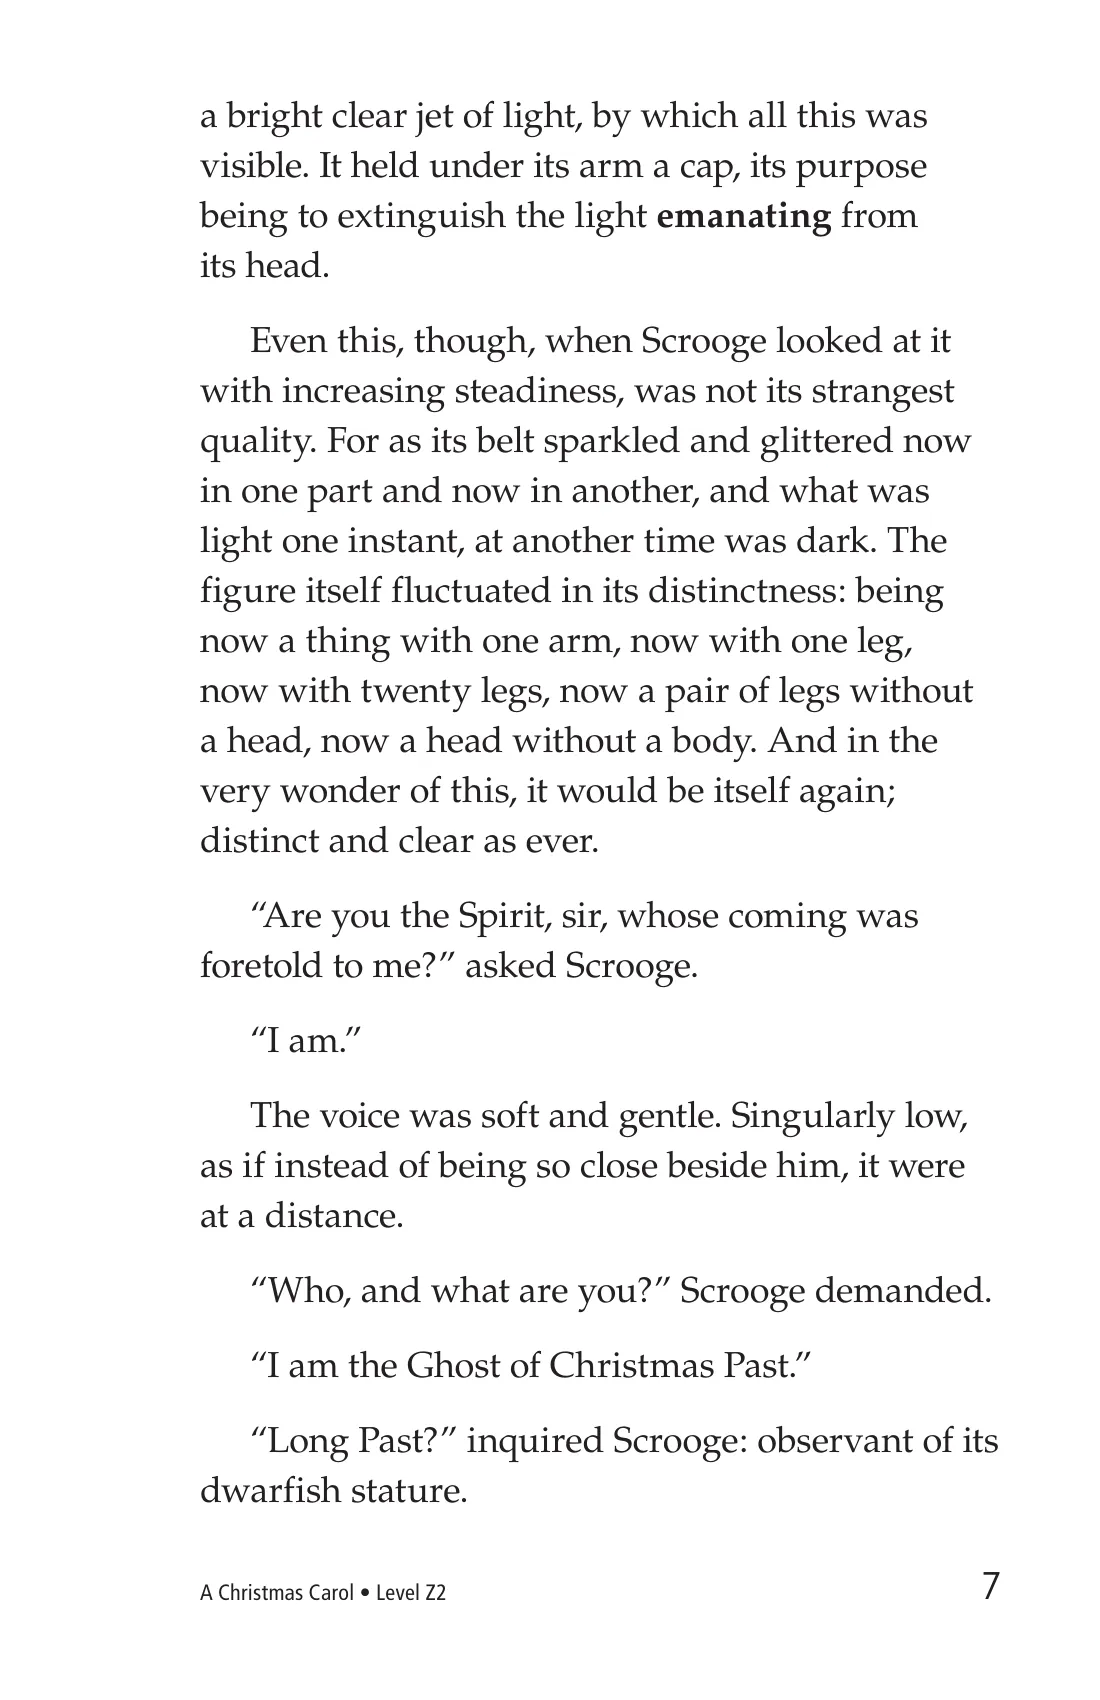 a bright clear jet of light, by which all this was
visible. It held under its arm a cap, its purpose
being to extinguish the light emanating from
its head.
Even this, though, when Scrooge looked at it
with increasing steadiness, was not its strangest
quality. For as its belt sparkled and glittered now
in one part and now in another, and what was
light one instant, at another time was dark. The
figure itself fluctuated in its distinctness: being
now a thing with one arm, now with one leg,
now with twenty legs, now a pair of legs without
a head, now a head without a body. And in the
very wonder of this, it would be itself again;
distinct and clear as ever.
“Are you the Spirit, sir, whose coming was
foretold to me?” asked Scrooge.
“I am.”
The voice was soft and gentle. Singularly low,
as if instead of being so close beside him, it were
at a distance.
“Who, and what are you?” Scrooge demanded.
“I am the Ghost of Christmas Past.”
“Long Past?” inquired Scrooge: observant of its
dwarfish stature.
A Christmas Carol • Level Z2 7